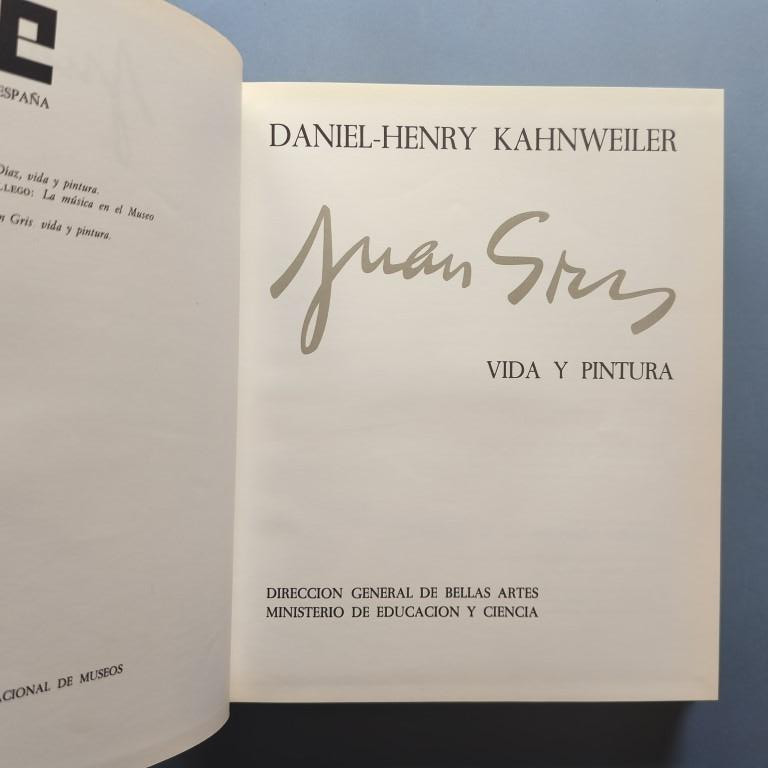 e
ESPAÑA
Díaz, vida y pintura.
LLEGO: La música en el Museo
Gris vida y pintura.
NACIONAL DE MUSEOS
DANIEL-HENRY KAHNWEILER
Juan Gris
VIDA Y PINTURA
DIRECCION GENERAL DE BELLAS ARTES
MINISTERIO DE EDUCACION Y CIENCIA